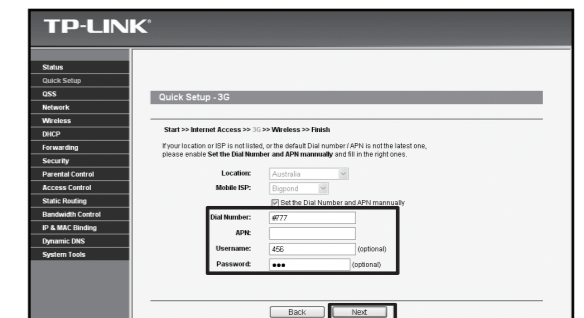 TP-LINK®
Status
Quick Setup
QSS
Network
Wireless
DHCP
Forwarding
Security
Parental Control
Access Control
Static Routing
Bandwidth Control
IP & MAC Binding
Dynamic DNS
System Tools
Quick Setup - 3G
Start >> Internet Access >> 3G >> Wireless >> Finish
If your location or ISP is not listed, or the default Dial number / APN is not the latest one,
please enable Set the Dial Number and APN mannually and fill in the right ones.
Location: Australia
Mobile ISP: Bigpond
Set the Dial Number and APN mannually
Dial Number: #777
APN:
Username: 456 (optional)
Password: ●●● (optional)
Back Next